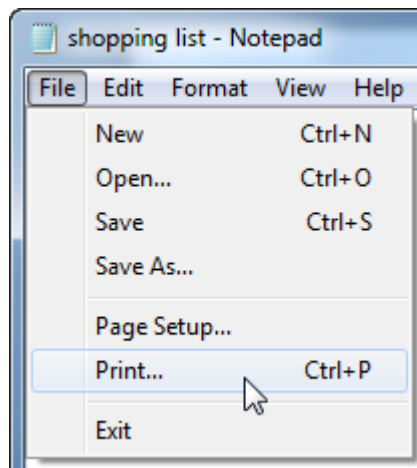 shopping list - Notepad
File Edit Format View Help
New Ctrl+N
Open... Ctrl+O
Save Ctrl+S
Save As...
Page Setup...
Print... Ctrl+P
Exit